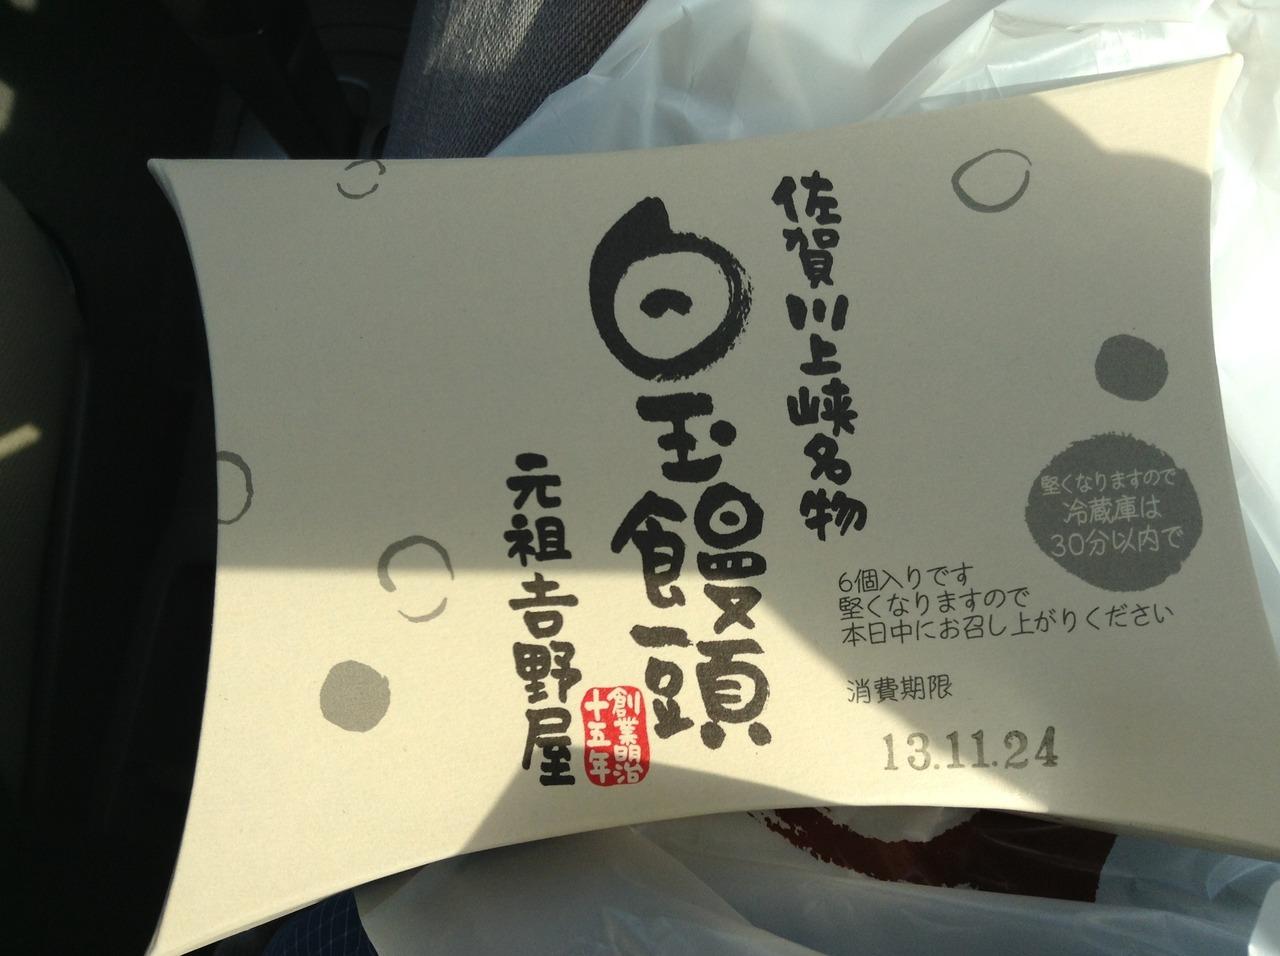 佐賀川上峡名物
白玉饅頭
元祖吉野屋
創業明治
十五年
堅くなりますので
冷蔵庫は
30分以内で
6個入りです
堅くなりますので
本日中にお召し上がりください
消費期限
13.11.24